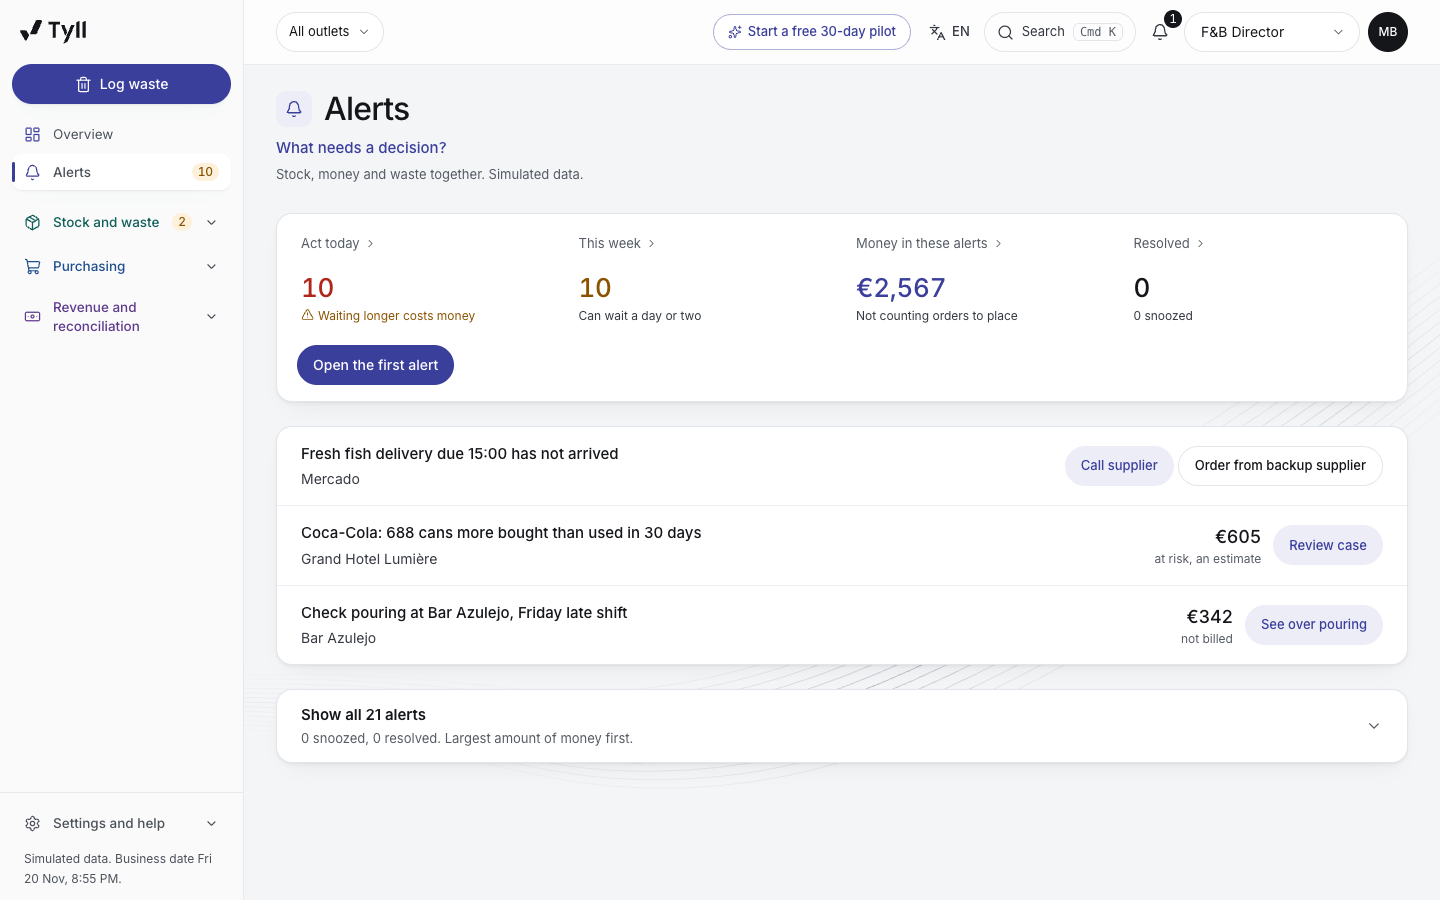 Tyll
Log waste
Overview
Alerts 10
Stock and waste 2
Purchasing
Revenue and
reconciliation
Settings and help
Simulated data. Business date Fri
20 Nov, 8:55 PM.
All outlets
Start a free 30-day pilot
EN
Search Cmd K
1
F&B Director
MB
Alerts
What needs a decision?
Stock, money and waste together. Simulated data.
Act today
10
Waiting longer costs money
This week
10
Can wait a day or two
Money in these alerts
€2,567
Not counting orders to place
Resolved
0
0 snoozed
Open the first alert
Fresh fish delivery due 15:00 has not arrived
Mercado
Call supplier
Order from backup supplier
Coca-Cola: 688 cans more bought than used in 30 days
Grand Hotel Lumière
€605
at risk, an estimate
Review case
Check pouring at Bar Azulejo, Friday late shift
Bar Azulejo
€342
not billed
See over pouring
Show all 21 alerts
0 snoozed, 0 resolved. Largest amount of money first.